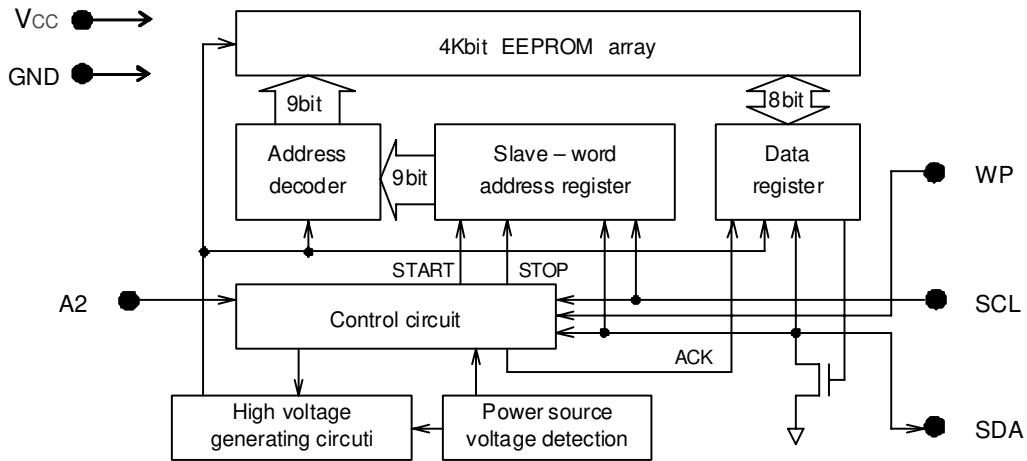 VCC
GND
4Kbit EEPROM array
9bit
8bit
Address
decoder
9bit
Slave – word
address register
Data
register
WP
START
STOP
A2
Control circuit
SCL
ACK
High voltage
generating circuti
Power source
voltage detection
SDA